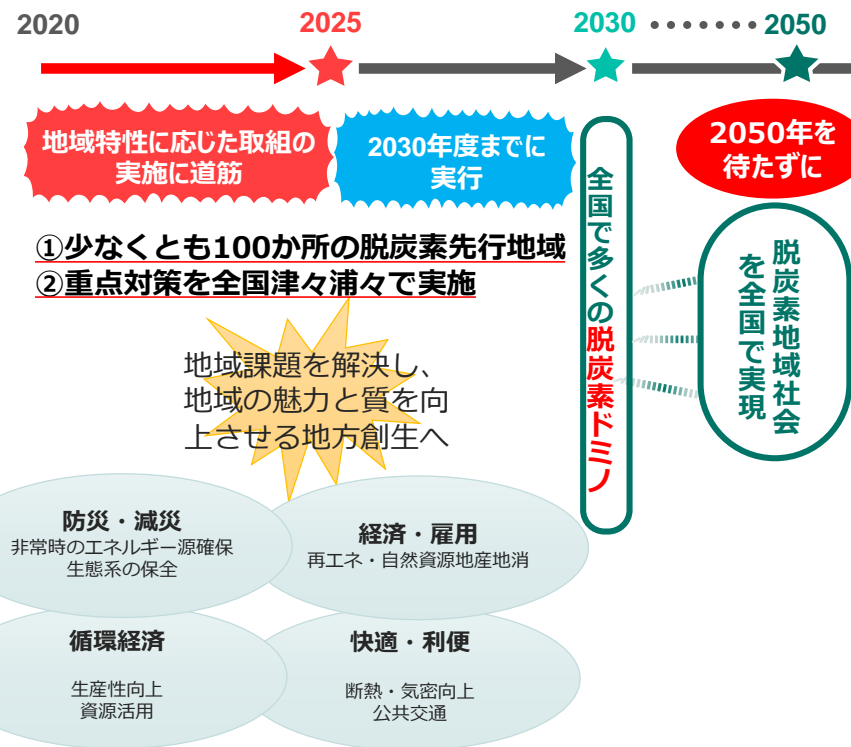 2020
2025
2030 ・・・・・・・ 2050
地域特性に応じた取組の
実施に道筋
2030年度までに
実行
2050年を
待たずに
①少なくとも100か所の脱炭素先行地域
②重点対策を全国津々浦々で実施
全国で多くの脱炭素ドミノ
脱炭素地域社会
を全国で実現
地域課題を解決し、
地域の魅力と質を向
上させる地方創生へ
防災・減災
非常時のエネルギー源確保
生態系の保全
経済・雇用
再エネ・自然資源地産地消
循環経済
生産性向上
資源活用
快適・利便
断熱・気密向上
公共交通